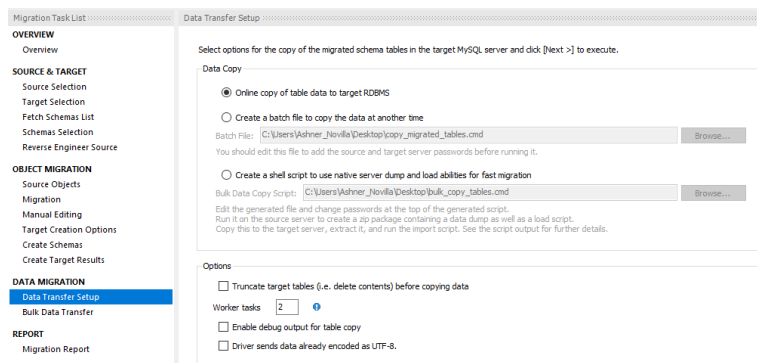 Migration Task List
OVERVIEW
Overview
SOURCE & TARGET
Source Selection
Target Selection
Fetch Schemas List
Schemas Selection
Reverse Engineer Source
OBJECT MIGRATION
Source Objects
Migration
Manual Editing
Target Creation Options
Create Schemas
Create Target Results
DATA MIGRATION
Data Transfer Setup
Bulk Data Transfer
REPORT
Migration Report
Data Transfer Setup
Select options for the copy of the migrated schema tables in the target MySQL server and click [Next >] to execute.
Data Copy
Online copy of table data to target RDBMS
Create a batch file to copy the data at another time
Batch File: C:\Users\Ashner_Novilla\Desktop\copy_migrated_tables.cmd Browse...
You should edit this file to add the source and target server passwords before running it.
Create a shell script to use native server dump and load abilities for fast migration
Bulk Data Copy Script: C:\Users\Ashner_Novilla\Desktop\bulk_copy_tables.cmd Browse...
Edit the generated file and change passwords at the top of the generated script.
Run it on the source server to create a zip package containing a data dump as well as a load script.
Copy this to the target server, extract it, and run the import script. See the script output for further details.
Options
Truncate target tables (i.e. delete contents) before copying data
Worker tasks 2
Enable debug output for table copy
Driver sends data already encoded as UTF-8.